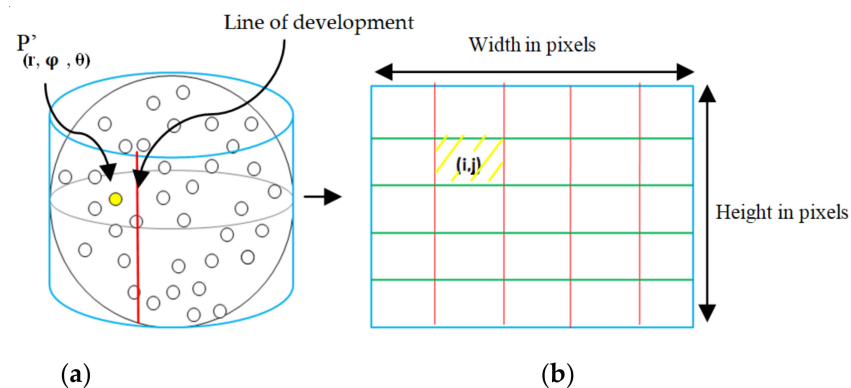 Line of development
P’
(r, φ , θ)
Width in pixels
(i,j)
Height in pixels
(a)
(b)